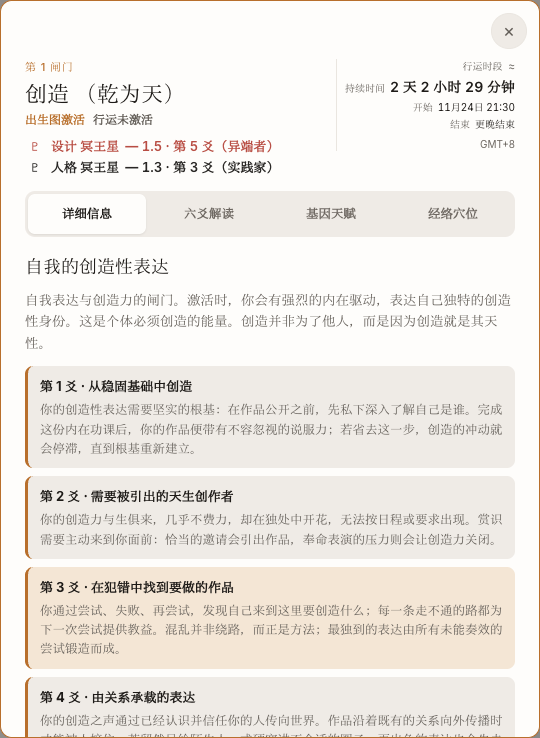 第 1 闸门
创造 （乾为天）
出生图激活 行运未激活
设计 冥王星 — 1.5 · 第 5 爻（异端者）
人格 冥王星 — 1.3 · 第 3 爻（实践家）
行运时段 ≈
持续时间 2 天 2 小时 29 分钟
开始 11月24日 21:30
结束 更晚结束
GMT+8
详细信息 六爻解读 基因天赋 经络穴位
自我的创造性表达
自我表达与创造力的闸门。激活时，你会有强烈的内在驱动，表达自己独特的创造
性身份。这是个体必须创造的能量。创造并非为了他人，而是因为创造就是其天
性。
第 1 爻 · 从稳固基础中创造
你的创造性表达需要坚实的根基：在作品公开之前，先私下深入了解自己是谁。完成
这份内在功课后，你的作品便带有不容忽视的说服力；若省去这一步，创造的冲动就
会停滞，直到根基重新建立。
第 2 爻 · 需要被引出的天生创作者
你的创造力与生俱来，几乎不费力，却在独处中开花，无法按日程或要求出现。赏识
需要主动来到你面前：恰当的邀请会引出作品，奉命表演的压力则会让创造力关闭。
第 3 爻 · 在犯错中找到要做的作品
你通过尝试、失败、再尝试，发现自己来到这里要创造什么；每一条走不通的路都为
下一次尝试提供教益。混乱并非绕路，而正是方法；最独到的表达由所有未能奏效的
尝试锻造而成。
第 4 爻 · 由关系承载的表达
你的创造之声通过已经认识并信任你的人传向世界。作品沿着既有的关系向外传播时